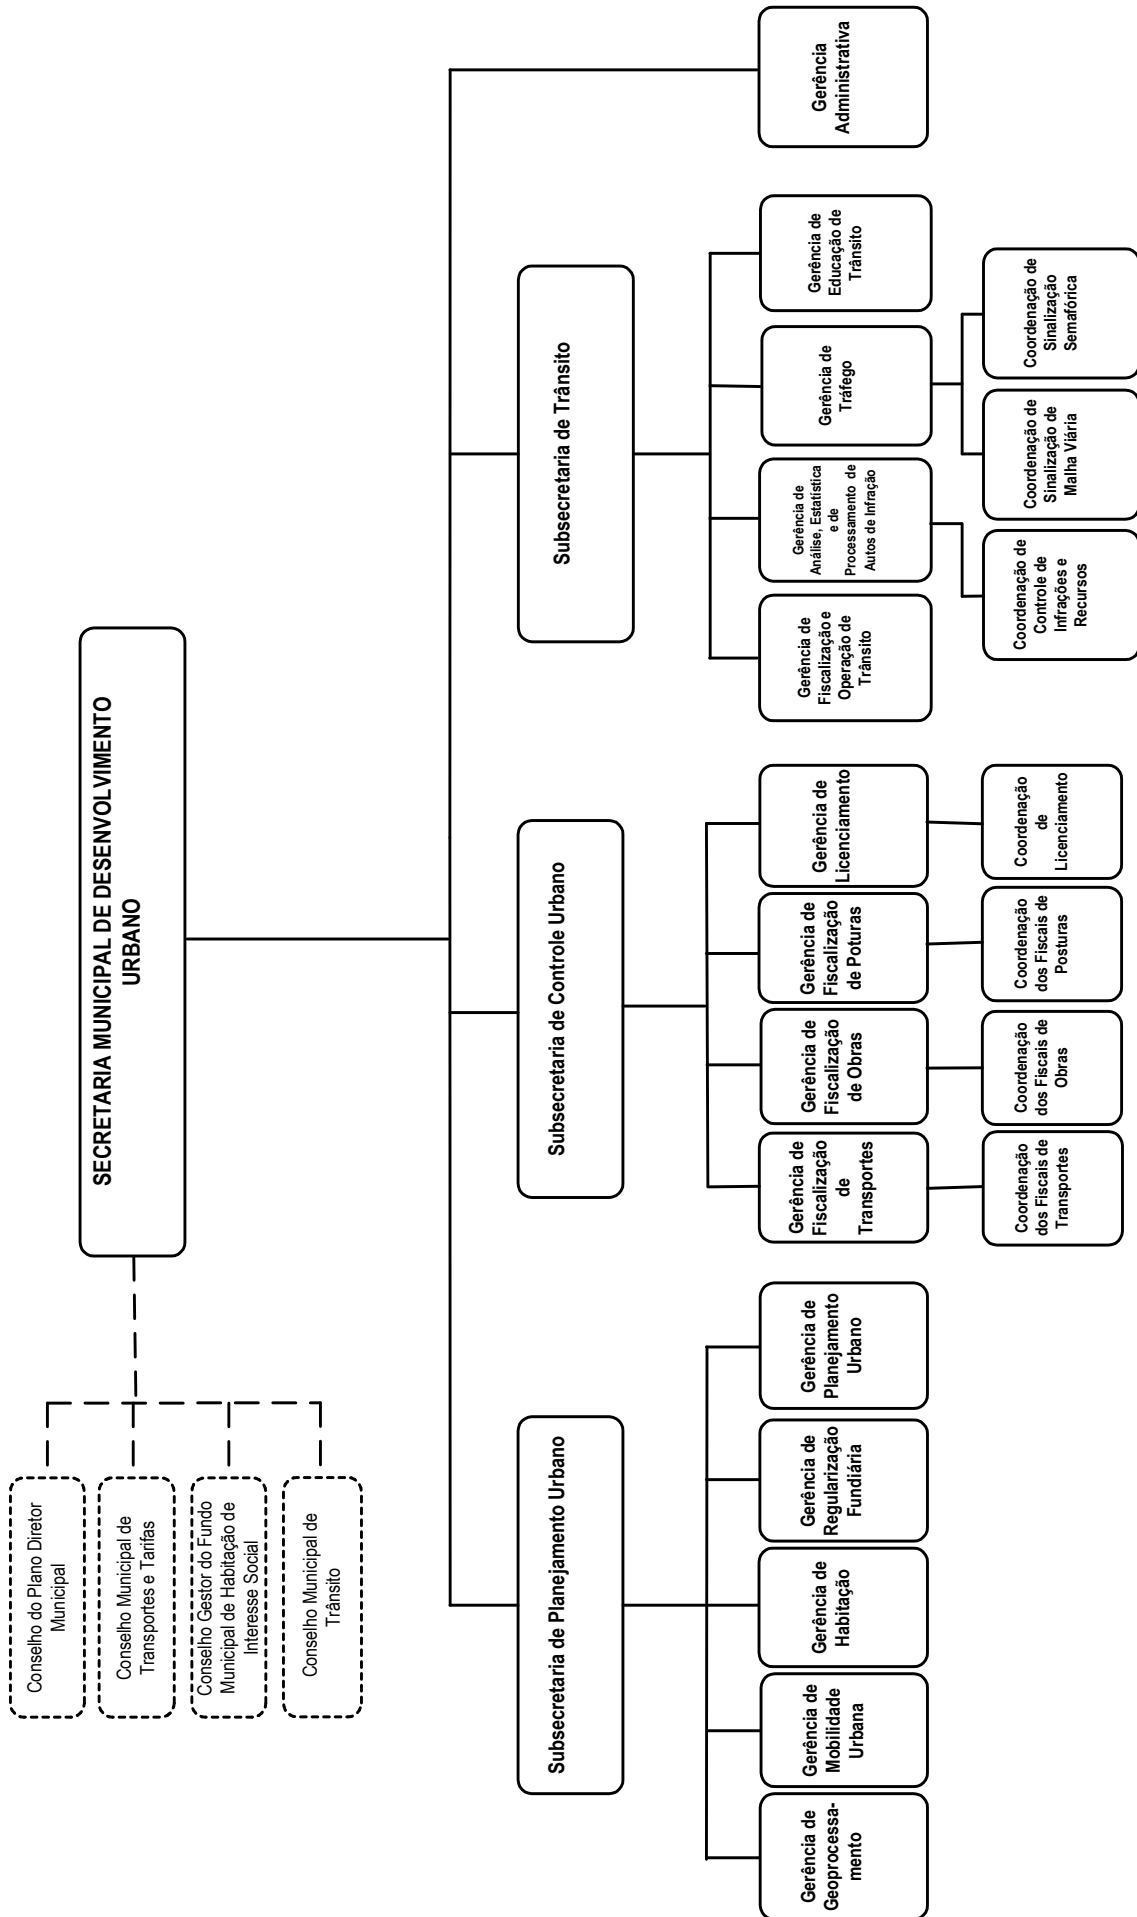 SECRETARIA MUNICIPAL DE DESENVOLVIMENTO
URBANO
Conselho do Plano Diretor
Municipal
Conselho Municipal de
Transportes e Tarifas
Conselho Gestor do Fundo
Municipal de Habitação de
Interesse Social
Conselho Municipal de
Trânsito
Subsecretaria de Planejamento Urbano
Subsecretaria de Controle Urbano
Subsecretaria de Trânsito
Gerência de
Geoprocessa-
mento
Gerência de
Mobilidade
Urbana
Gerência de
Habitação
Gerência de
Regularização
Fundiária
Gerência de
Planejamento
Urbano
Gerência de
Fiscalização
de
Transportes
Gerência de
Fiscalização
de Obras
Gerência de
Fiscalização
de Poturas
Gerência de
Licenciamento
Gerência de
Fiscalização e
Operação de
Trânsito
Gerência de
Análise, Estatística
e de
Processamento de
Autos de Infração
Gerência de
Tráfego
Gerência de
Educação de
Trânsito
Gerência
Administrativa
Coordenação
dos Fiscais de
Transportes
Coordenação
dos Fiscais de
Obras
Coordenação
dos Fiscais de
Posturas
Coordenação
de
Licenciamento
Coordenação de
Controle de
Infrações e
Recursos
Coordenação de
Sinalização de
Malha Viária
Coordenação de
Sinalização
Semafórica